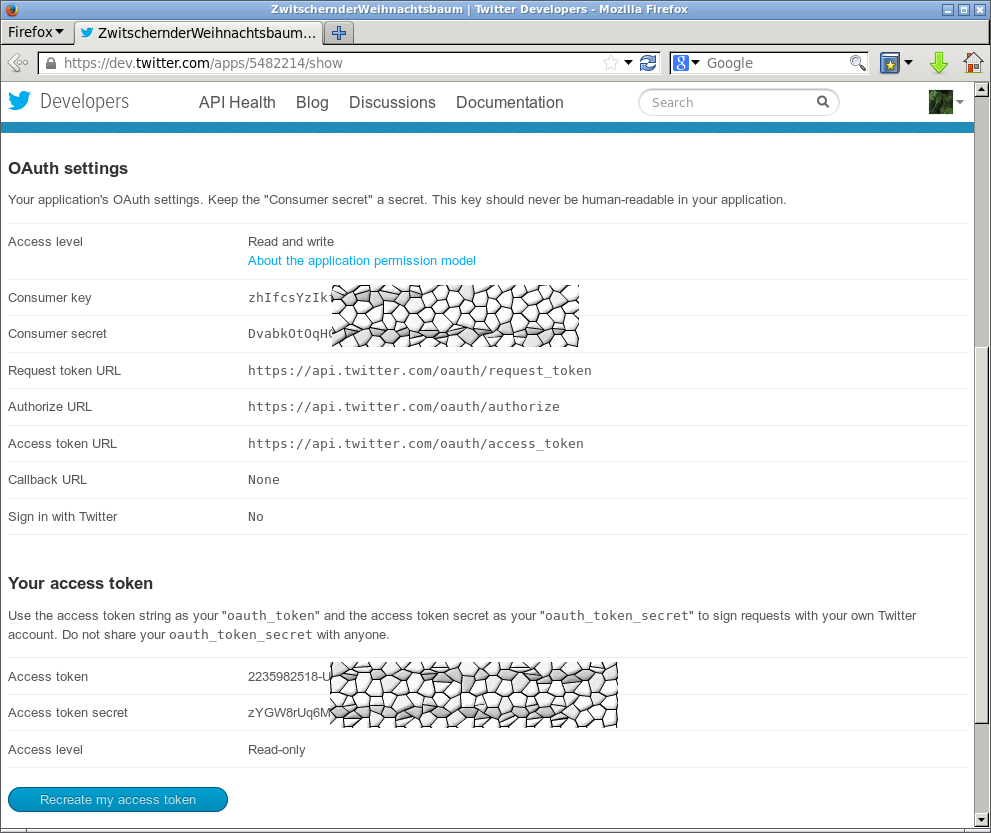 ZwitschernderWeihnachtsbaum | Twitter Developers - Mozilla Firefox
Firefox
ZwitschernderWeihnachtsbaum...
https://dev.twitter.com/apps/5482214/show
Google
Developers API Health Blog Discussions Documentation Search
OAuth settings
Your application's OAuth settings. Keep the "Consumer secret" a secret. This key should never be human-readable in your application.
Access level Read and write
About the application permission model
Consumer key zhIfcsYzIk
Consumer secret DvabkOtOqH
Request token URL https://api.twitter.com/oauth/request_token
Authorize URL https://api.twitter.com/oauth/authorize
Access token URL https://api.twitter.com/oauth/access_token
Callback URL None
Sign in with Twitter No
Your access token
Use the access token string as your "oauth_token" and the access token secret as your "oauth_token_secret" to sign requests with your own Twitter
account. Do not share your oauth_token_secret with anyone.
Access token 2235982518-U
Access token secret zYGW8rUq6M
Access level Read-only
Recreate my access token